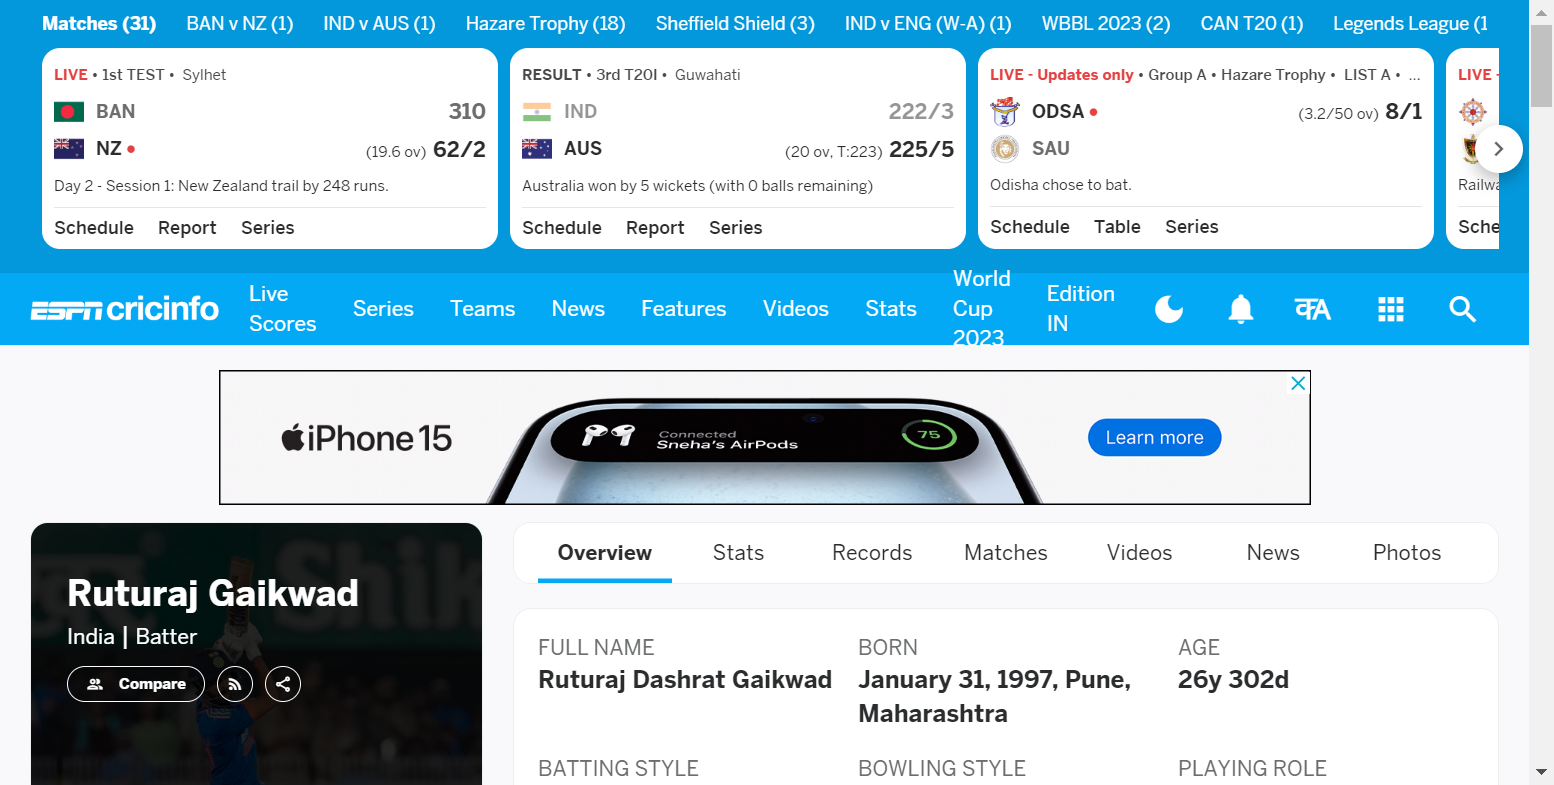 Matches (31) BAN v NZ (1) IND v AUS (1) Hazare Trophy (18) Sheffield Shield (3) IND v ENG (W-A) (1) WBBL 2023 (2) CAN T20 (1) Legends League (1
LIVE • 1st TEST • Sylhet
BAN 310
NZ (19.6 ov) 62/2
Day 2 - Session 1: New Zealand trail by 248 runs.
Schedule Report Series
RESULT • 3rd T20I • Guwahati
IND 222/3
AUS (20 ov, T:223) 225/5
Australia won by 5 wickets (with 0 balls remaining)
Schedule Report Series
LIVE - Updates only • Group A • Hazare Trophy • LIST A • ...
ODSA (3.2/50 ov) 8/1
SAU
Odisha chose to bat.
Schedule Table Series
LIVE -
Railwa
Sche
ESPN cricinfo
Live
Scores
Series
Teams
News
Features
Videos
Stats
World
Cup
2023
Edition
IN
कA
iPhone 15
Connected
Sneha's AirPods
75
Learn more
Ruturaj Gaikwad
India | Batter
Compare
Overview Stats Records Matches Videos News Photos
FULL NAME
Ruturaj Dashrat Gaikwad
BORN
January 31, 1997, Pune,
Maharashtra
AGE
26y 302d
BATTING STYLE BOWLING STYLE PLAYING ROLE